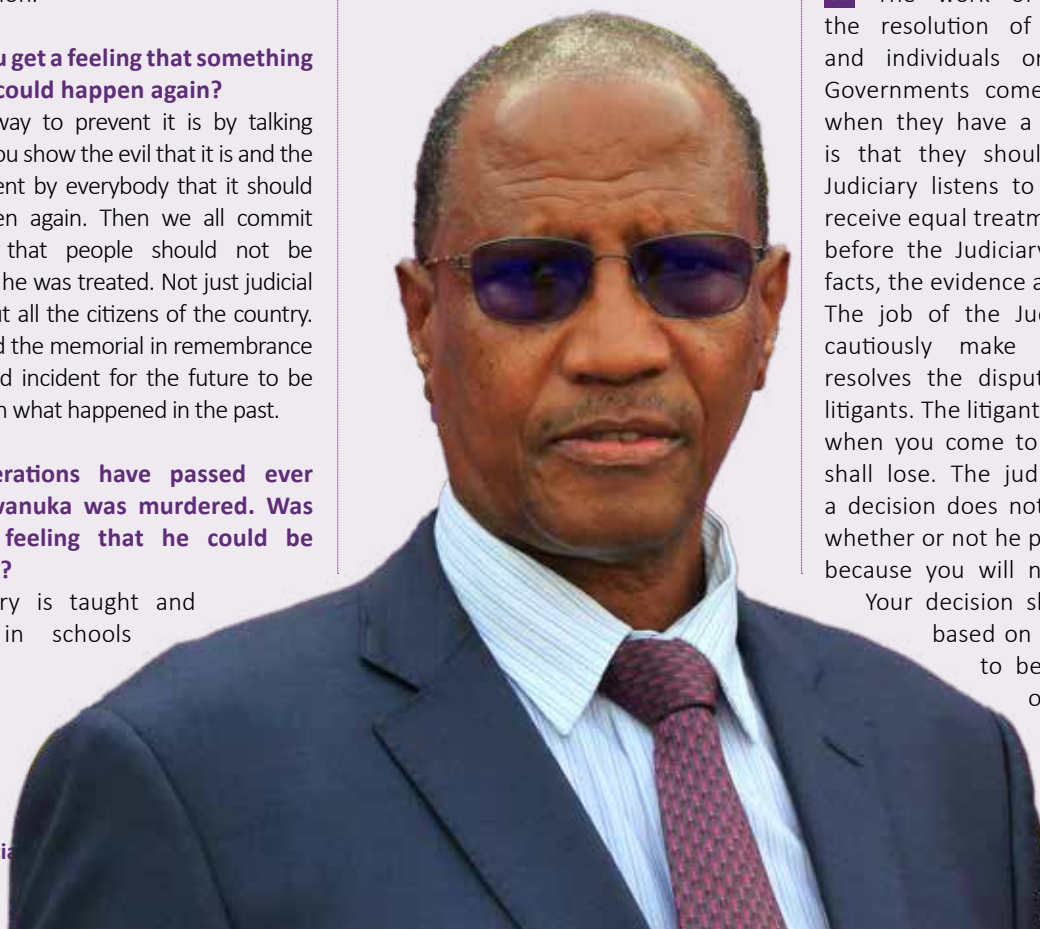 u get a feeling that something
could happen again?
way to prevent it is by talking
ou show the evil that it is and the
ent by everybody that it should
en again. Then we all commit
that people should not be
he was treated. Not just judicial
ut all the citizens of the country.
d the memorial in remembrance
d incident for the future to be
n what happened in the past.
erations have passed ever
wanuka was murdered. Was
feeling that he could be
?
ry is taught and
in schools
the resolution of
and individuals or
Governments come
when they have a
is that they shoul
Judiciary listens to
receive equal treatm
before the Judiciary
facts, the evidence a
The job of the Jud
cautiously make
resolves the disput
litigants. The litigant
when you come to
shall lose. The jud
a decision does not
whether or not he p
because you will n
Your decision sh
based on
to be
o